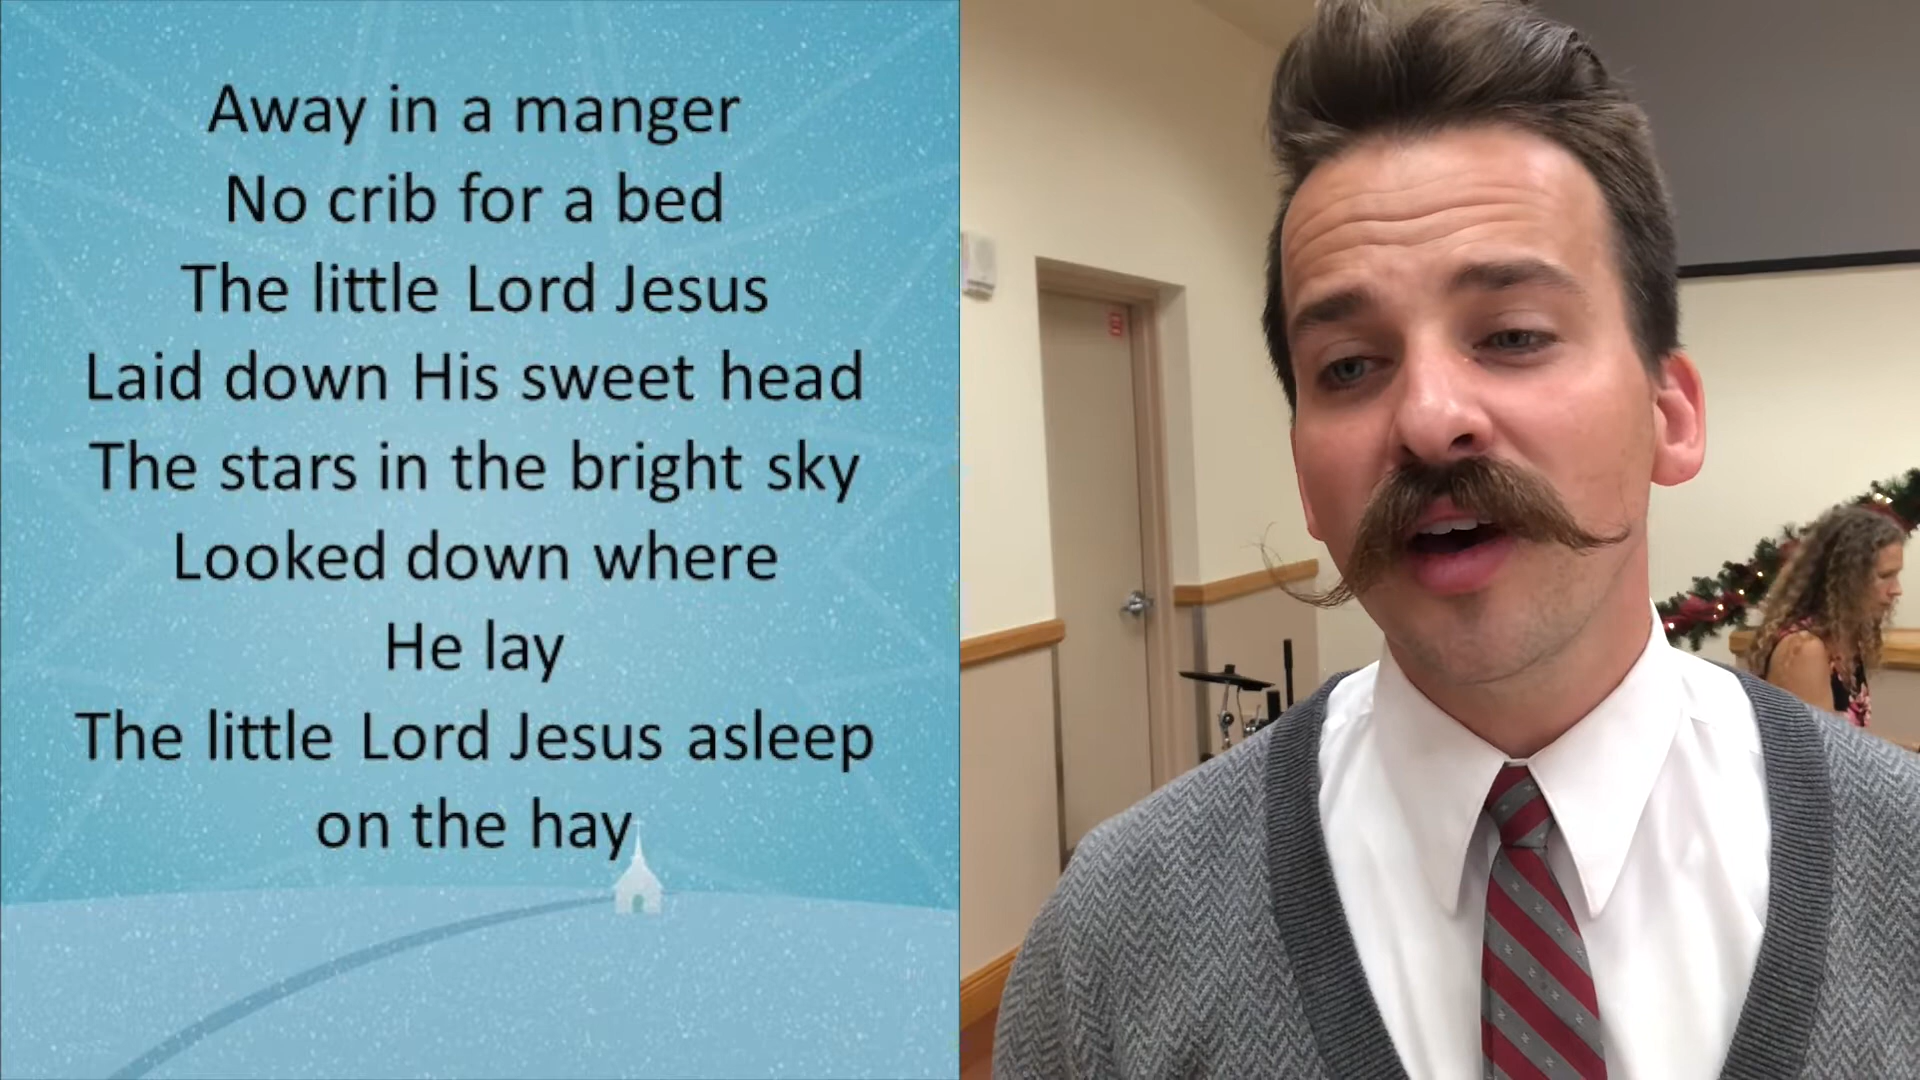 Away in a manger
No crib for a bed
The little Lord Jesus
Laid down His sweet head
The stars in the bright sky
Looked down where
He lay
The little Lord Jesus asleep
on the hay